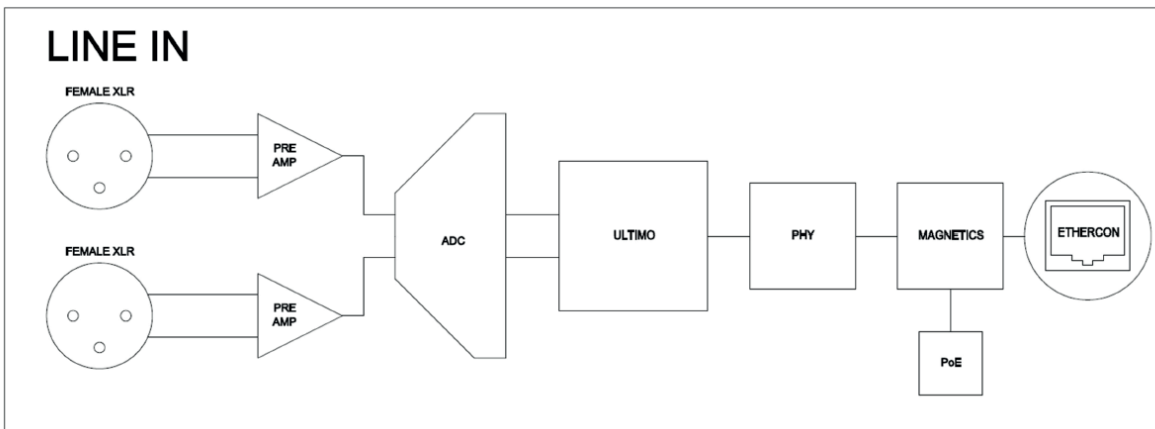 LINE IN
FEMALE XLR
PRE
AMP
FEMALE XLR
PRE
AMP
ADC
ULTIMO
PHY
MAGNETICS
ETHERCON
PoE